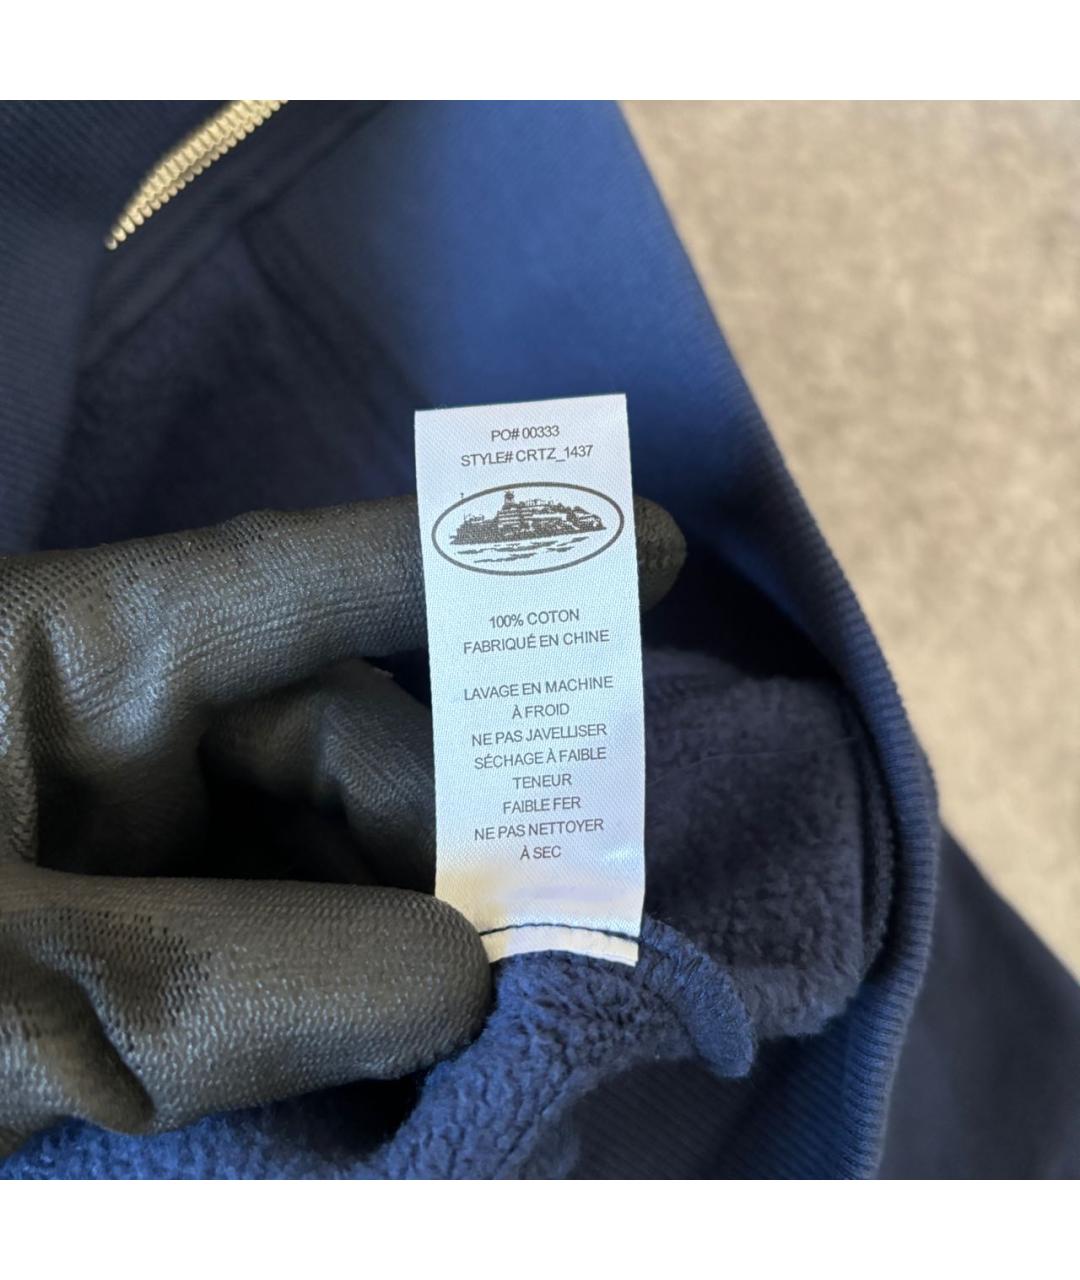 PO# 00333
STYLE# CRTZ_1437
100% COTON
FABRIQUÉ EN CHINE
LAVAGE EN MACHINE
À FROID
NE PAS JAVELLISER
SÉCHAGE À FAIBLE
TENEUR
FAIBLE FER
NE PAS NETTOYER
À SEC